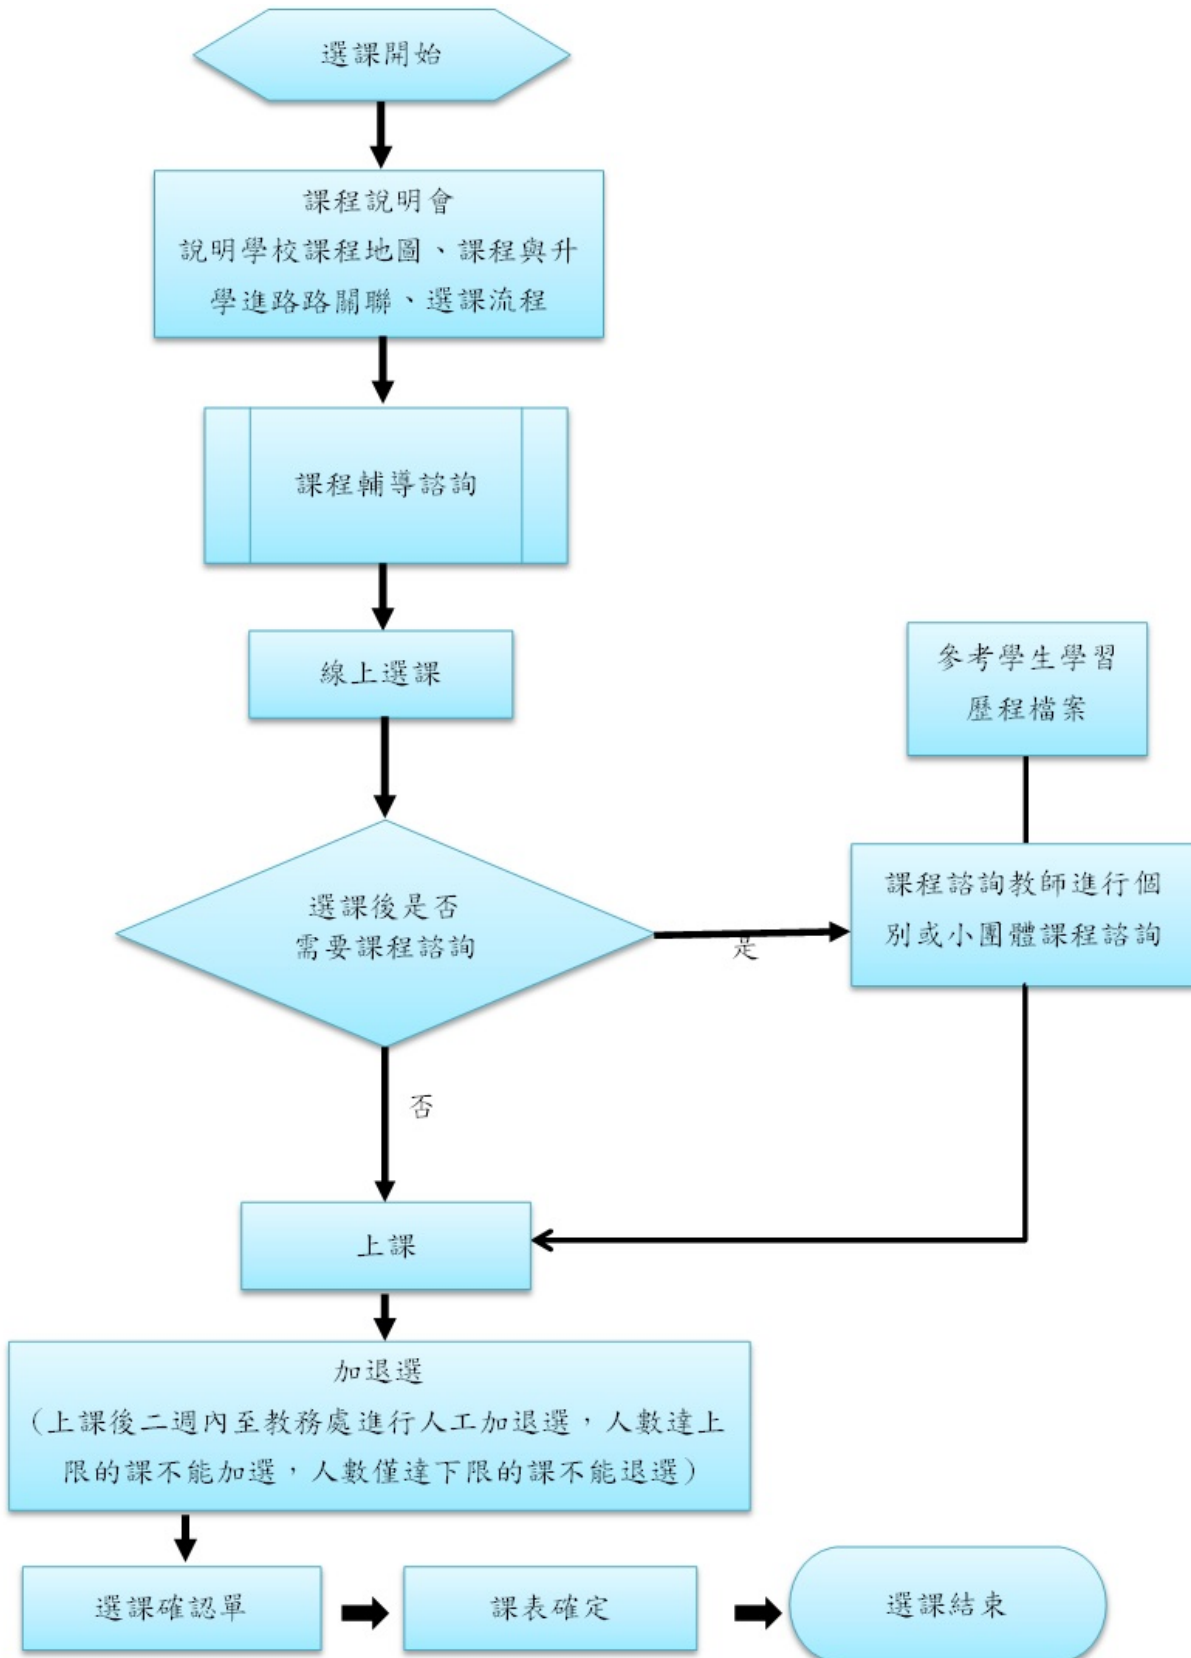 選課開始
課程說明會
說明學校課程地圖、課程與升
學進路路關聯、選課流程
課程輔導諮詢
線上選課
參考學生學習
歷程檔案
選課後是否
需要課程諮詢
是
課程諮詢教師進行個
別或小團體課程諮詢
否
上課
加退選
（上課後二週內至教務處進行人工加退選，人數達上
限的課不能加選，人數僅達下限的課不能退選）
選課確認單
課表確定
選課結束